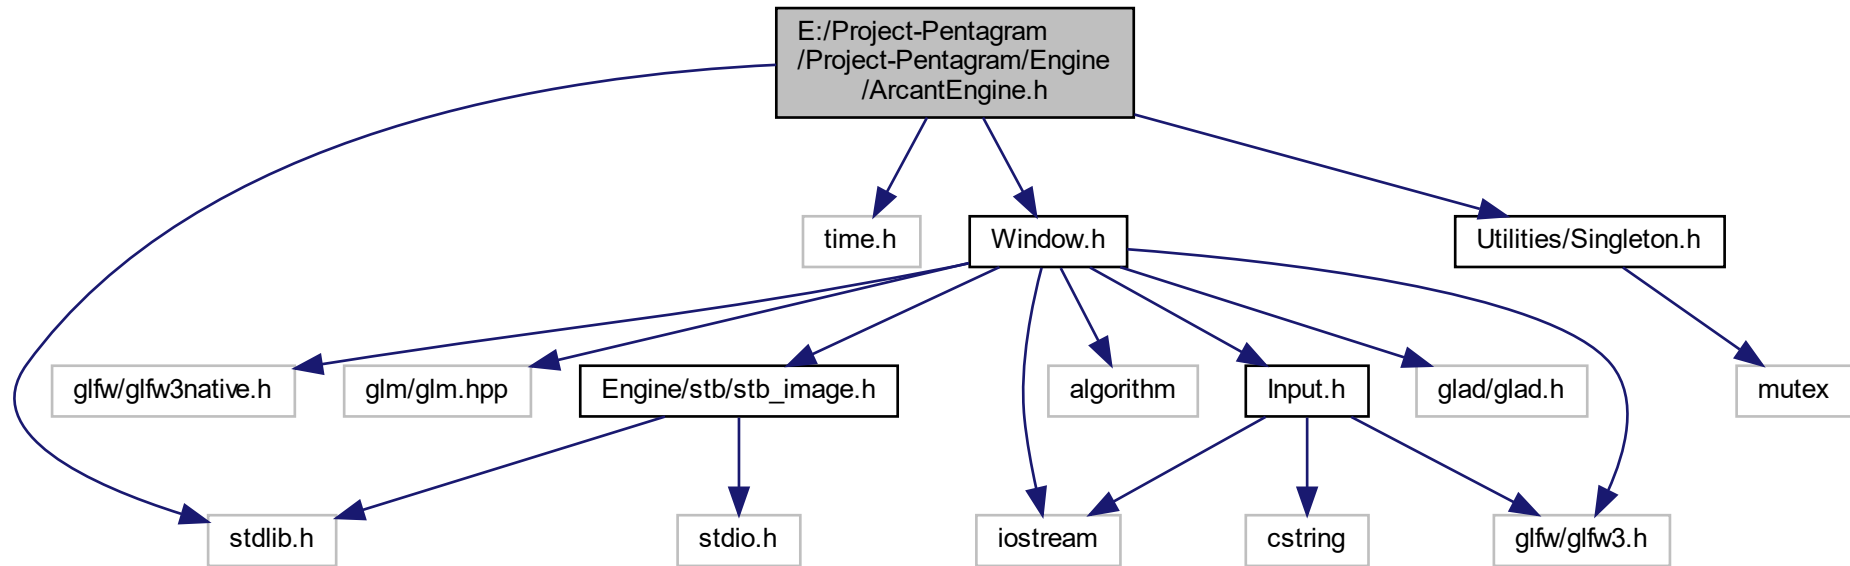 E:/Project-Pentagram
/Project-Pentagram/Engine
/ArcantEngine.h
time.h
Window.h
Utilities/Singleton.h
glfw/glfw3native.h
glm/glm.hpp
Engine/stb/stb_image.h
algorithm
Input.h
glad/glad.h
mutex
stdlib.h
stdio.h
iostream
cstring
glfw/glfw3.h